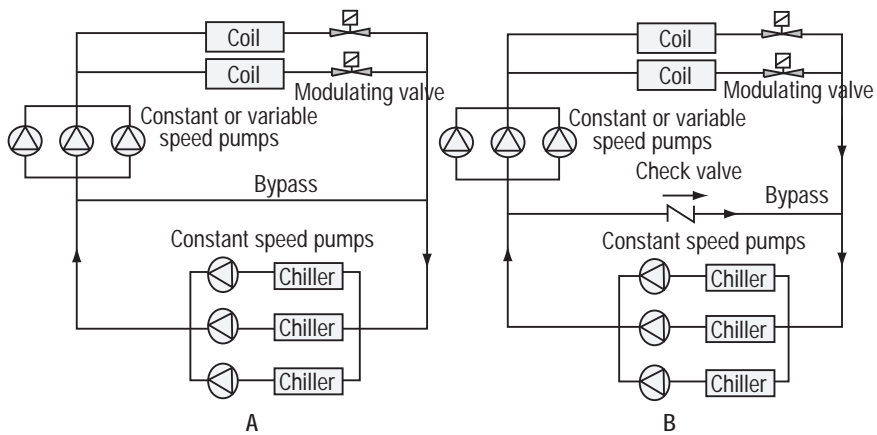 Coil
Coil
Modulating valve
Constant or variable
speed pumps
Bypass
Constant speed pumps
Chiller
Chiller
Chiller
A
Coil
Coil
Modulating valve
Constant or variable
speed pumps
Check valve
Bypass
Constant speed pumps
Chiller
Chiller
Chiller
B